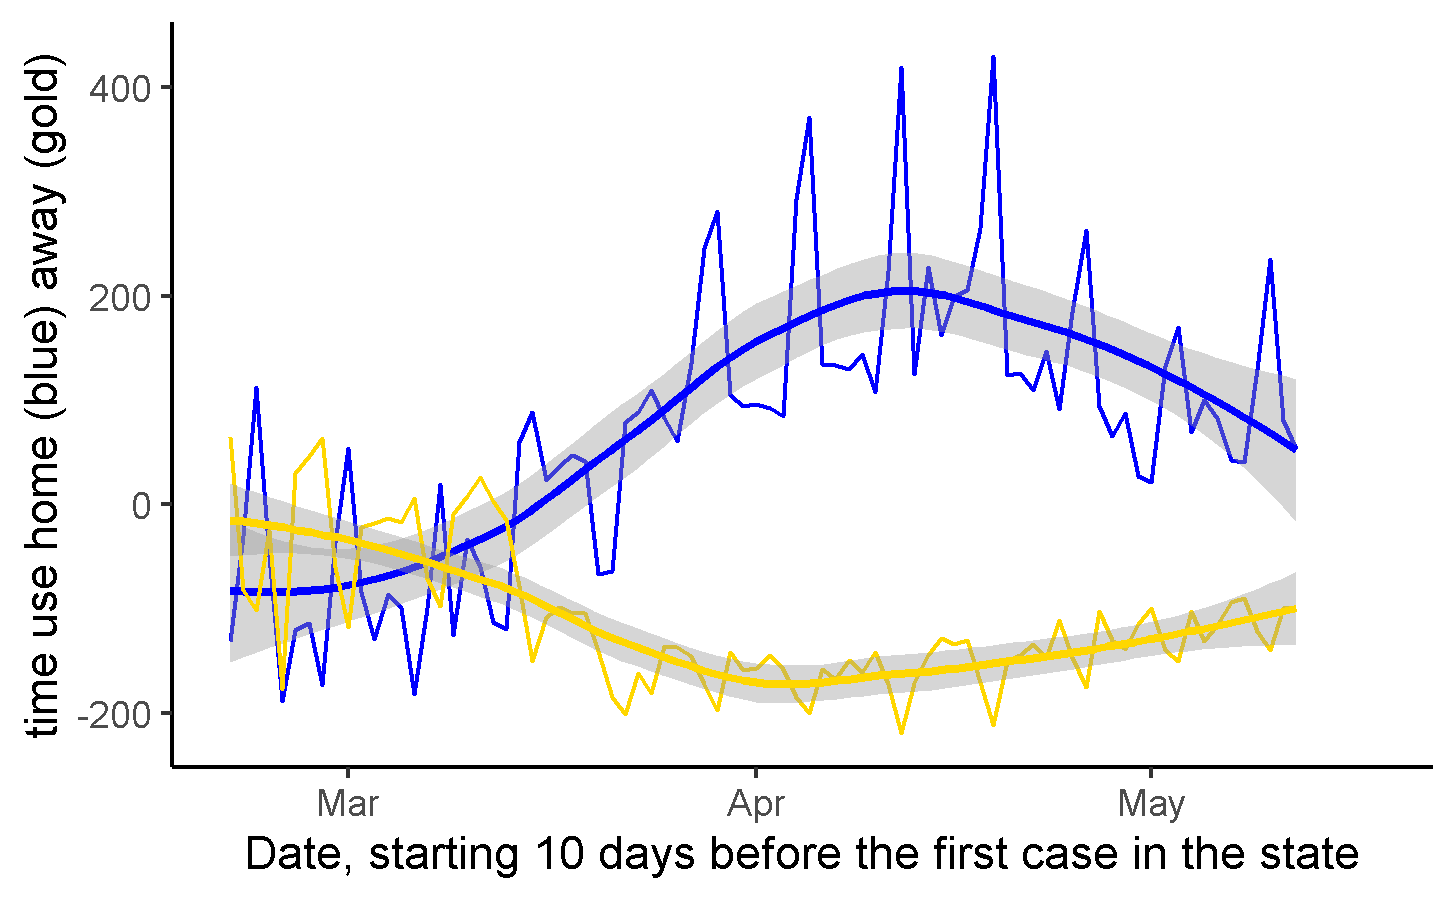 time use home (blue) away (gold)
400
200
0
-200
Mar
Apr
May
Date, starting 10 days before the first case in the state